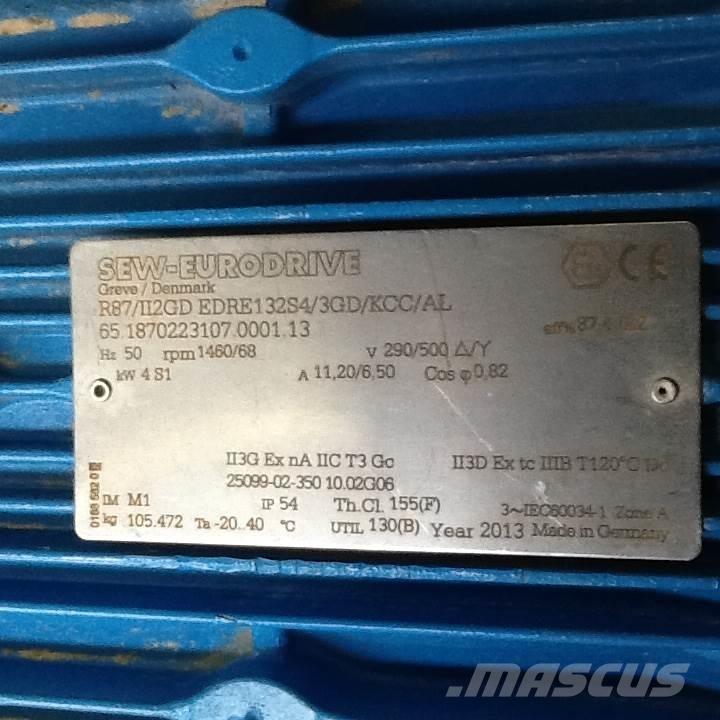 SEW-EURODRIVE
CE
Greve / Denmark
R87/II2GD EDRE132S4/3GD/KCC/AL
65.1870223107.0001.13
eff%
Hz 50 rpm 1460/68 V 290/500 Δ/Y
kW 4 S1 A 11,20/6,50 Cos φ 0,82
II3G Ex nA IIC T3 Gc II3D Ex tc IIIB T120°C Dc
25099-02-350 10.02G06
IM M1 IP 54 Th.Cl. 155(F) 3~IEC60034-1 Zone A
kg 105.472 Ta -20..40 °C UTIL 130(B) Year 2013 Made in Germany
MASCUS